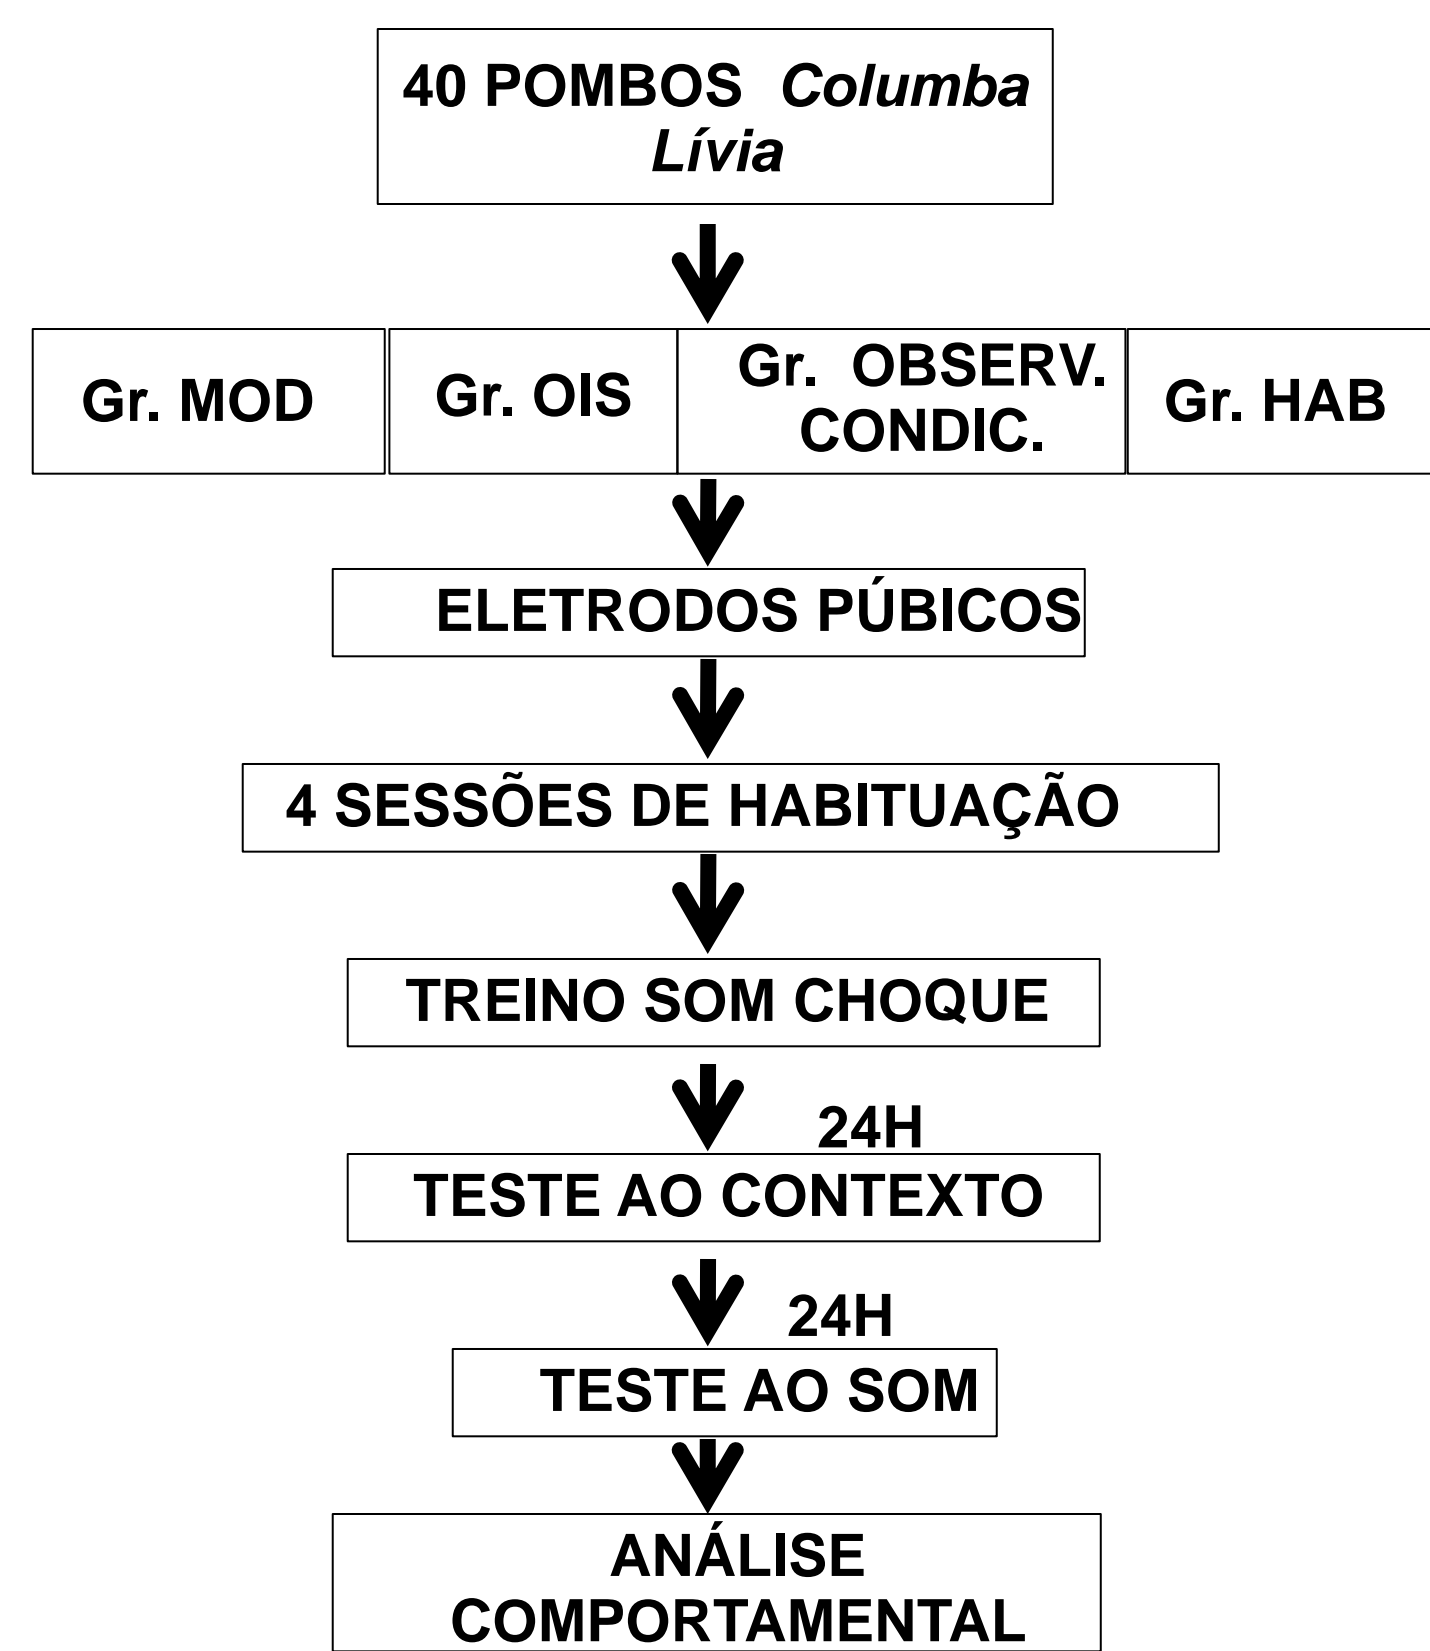 40 POMBOS Columba
Lívia
Gr. MOD
Gr. OIS
Gr. OBSERV.
CONDIC.
Gr. HAB
ELETRODOS PÚBICOS
4 SESSÕES DE HABITUAÇÃO
TREINO SOM CHOQUE
24H
TESTE AO CONTEXTO
24H
TESTE AO SOM
ANÁLISE
COMPORTAMENTAL